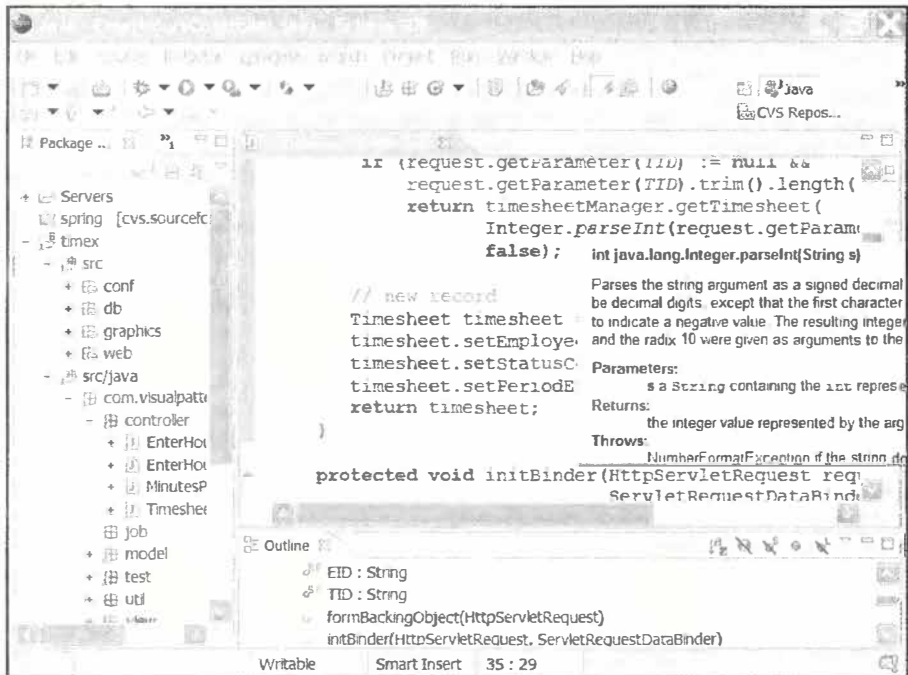 Project Run Window Help
Java
»
CVS Repos...
Package ..
»1
Servers
spring [cvs.sourcefc
timex
src
conf
db
graphics
web
src/java
com.visualpatte
controller
EnterHou
EnterHou
MinutesP
Timeshee
job
model
test
util
view
if (request.getParameter(TID) != null &&
request.getParameter(TID).trim().length(
return timesheetManager.getTimesheet(
Integer.parseInt(request.getParame
false);
// new record
Timesheet timesheet =
timesheet.setEmploye
timesheet.setStatusC
timesheet.setPeriodE
return timesheet;
}
protected void initBinder(HttpServletRequest requ
ServletRequestDataBinde
int java.lang.Integer.parseInt(String s)
Parses the string argument as a signed decimal
be decimal digits, except that the first character
to indicate a negative value. The resulting integer
and the radix 10 were given as arguments to the
Parameters:
s a String containing the int represe
Returns:
the integer value represented by the arg
Throws:
NumberFormatException if the string do
Outline
EID : String
TID : String
formBackingObject(HttpServletRequest)
initBinder(HttpServletRequest, ServletRequestDataBinder)
Writable Smart Insert 35 : 29